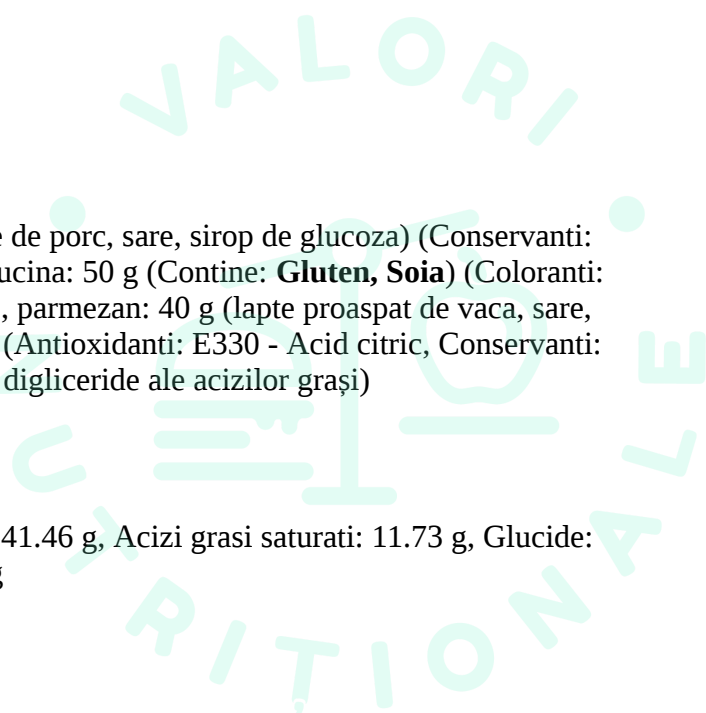 VALORI
e de porc, sare, sirop de glucoza) (Conservanti:
ucina: 50 g (Contine: Gluten, Soia) (Coloranti:
, parmezan: 40 g (lapte proaspat de vaca, sare,
(Antioxidanti: E330 - Acid citric, Conservanti:
digliceride ale acizilor grași)
41.46 g, Acizi grasi saturati: 11.73 g, Glucide:
g
NUTRIȚIONALE